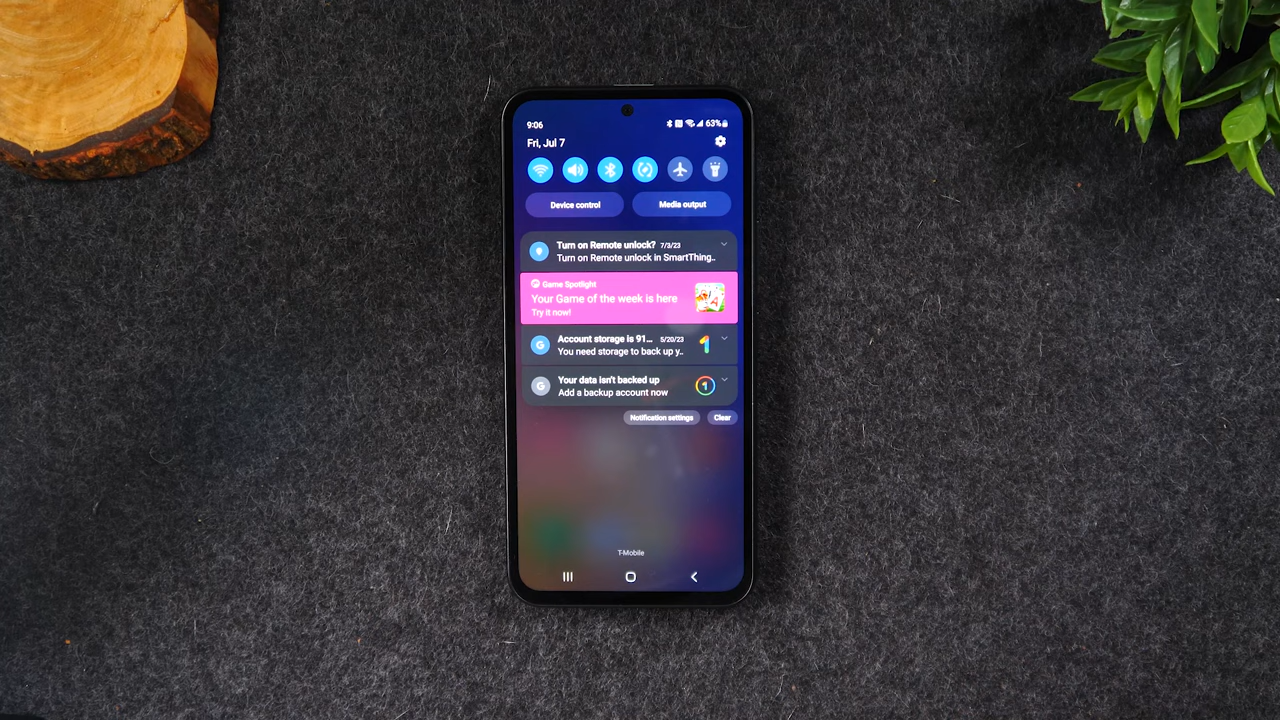 9:06
63%
Fri, Jul 7
Device control
Media output
Turn on Remote unlock? 7/3/23
Turn on Remote unlock in SmartThing..
Game Spotlight
Your Game of the week is here
Try it now!
A
Account storage is 91... 5/20/23
You need storage to back up y..
G
1
Your data isn't backed up
Add a backup account now
G
1
Notification settings
Clear
T-Mobile